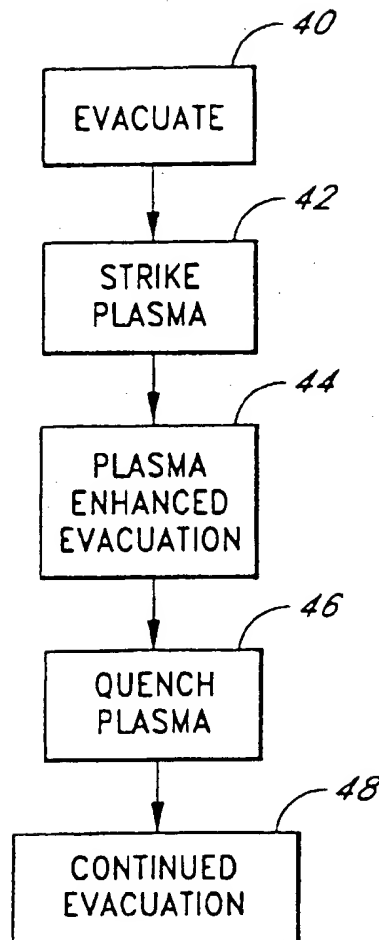 40
EVACUATE
42
STRIKE
PLASMA
44
PLASMA
ENHANCED
EVACUATION
46
QUENCH
PLASMA
48
CONTINUED
EVACUATION